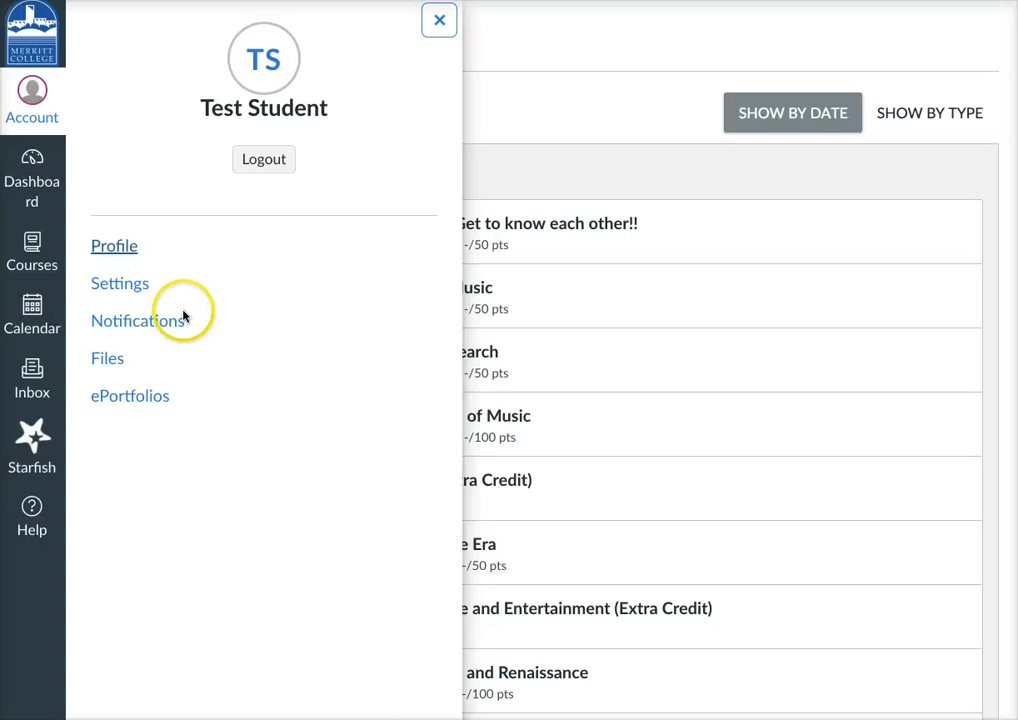 MERRITT
COLLEGE
Account
Dashboa
rd
Courses
Calendar
Inbox
Starfish
Help
×
TS
Test Student
Logout
Profile
Settings
Notifications
Files
ePortfolios
SHOW BY DATE
SHOW BY TYPE
Get to know each other!!
-/50 pts
usic
-/50 pts
earch
-/50 pts
of Music
-/100 pts
ra Credit)
e Era
-/50 pts
e and Entertainment (Extra Credit)
and Renaissance
-/100 pts